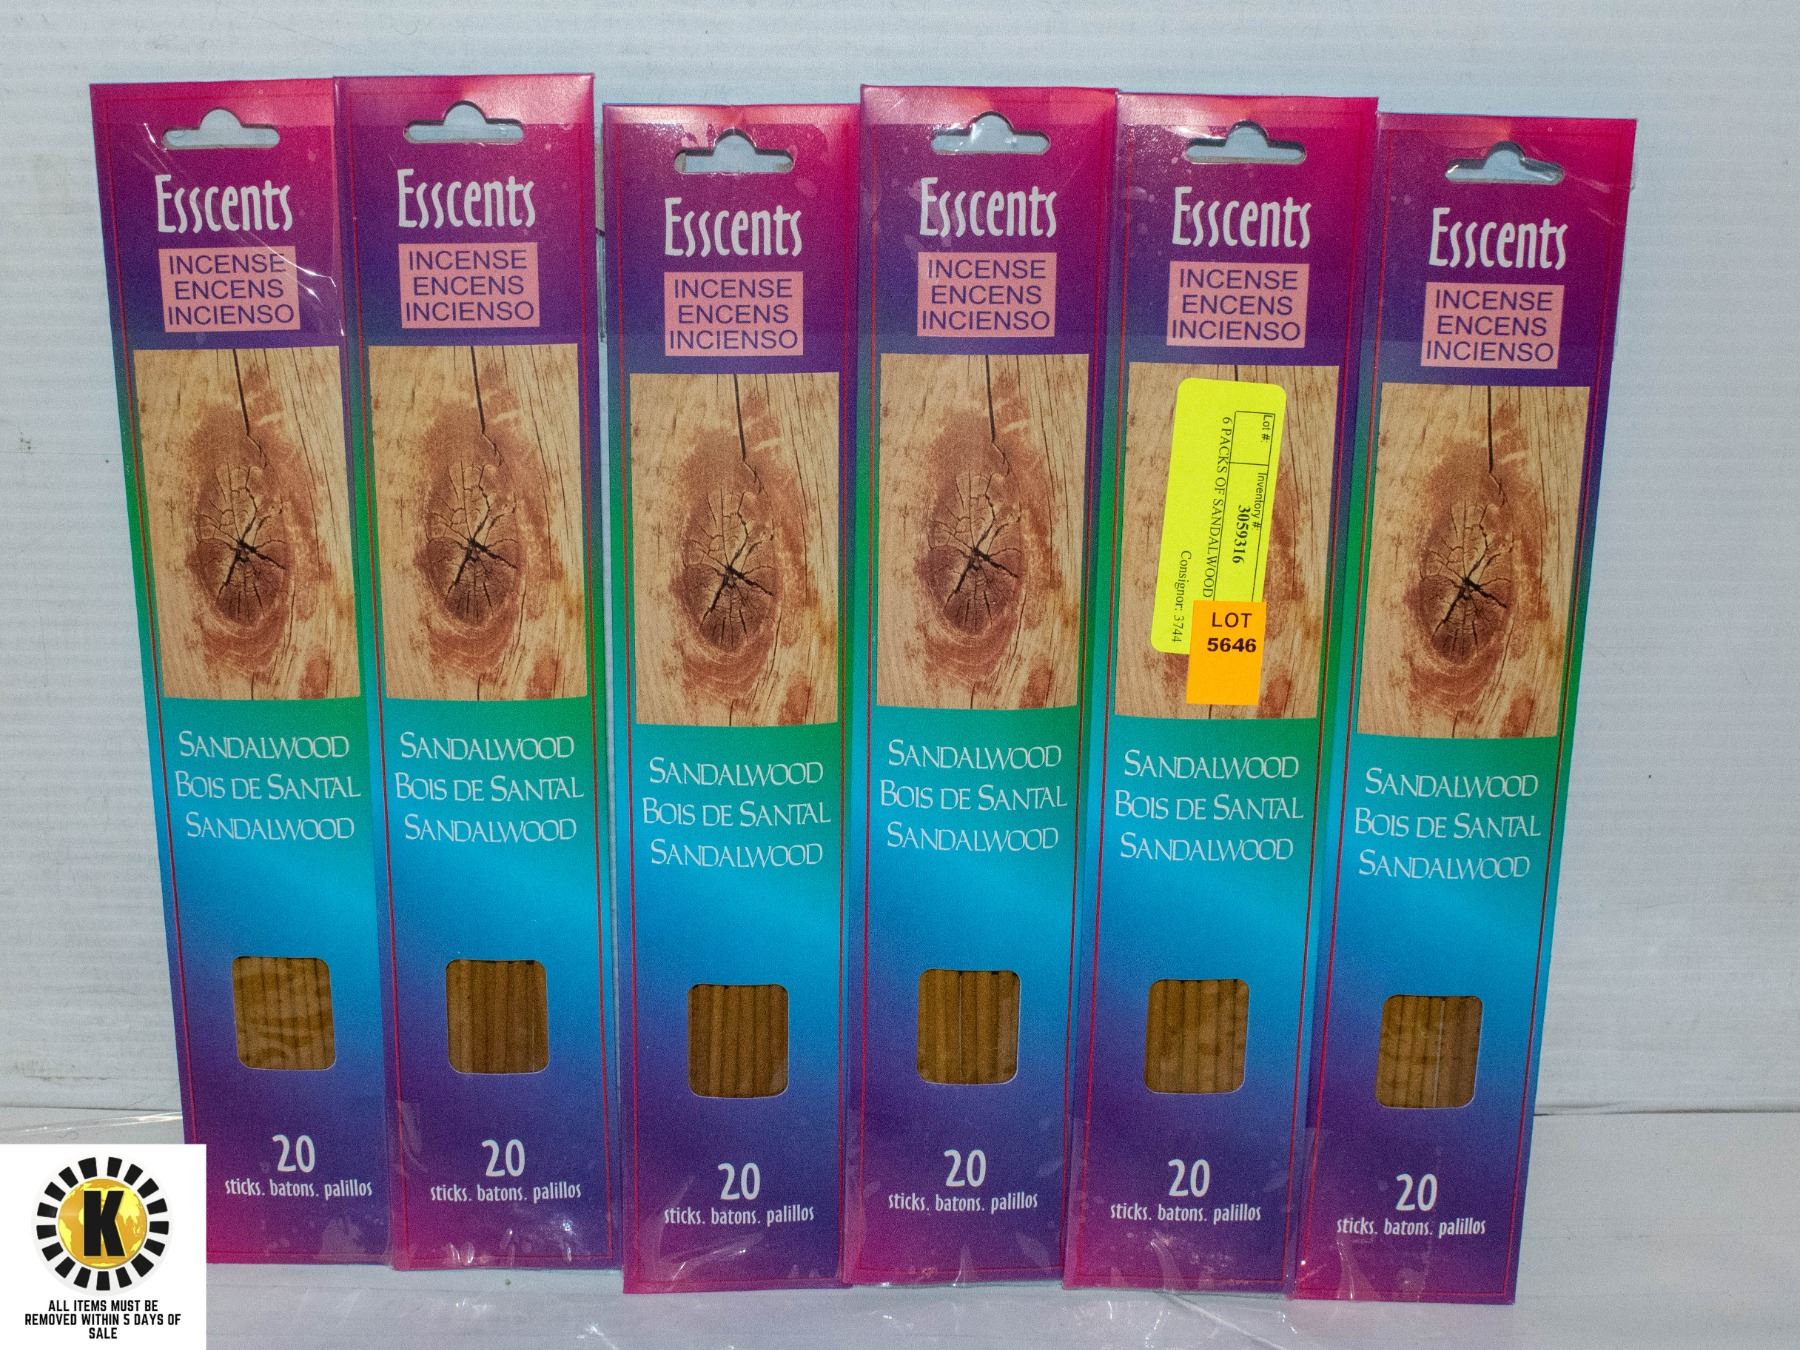 Esscents
INCENSE
ENCENS
INCIENSO
SANDALWOOD
BOIS DE SANTAL
SANDALWOOD
20
sticks. batons. palillos
Esscents
INCENSE
ENCENS
INCIENSO
SANDALWOOD
BOIS DE SANTAL
SANDALWOOD
20
sticks. batons. palillos
Esscents
INCENSE
ENCENS
INCIENSO
SANDALWOOD
BOIS DE SANTAL
SANDALWOOD
20
sticks. batons. palillos
Esscents
INCENSE
ENCENS
INCIENSO
SANDALWOOD
BOIS DE SANTAL
SANDALWOOD
20
sticks. batons. palillos
Esscents
INCENSE
ENCENS
INCIENSO
Lot #:
Inventory #:
3059316
6 PACKS OF SANDALWOOD
Consignor: 3744
LOT
5646
SANDALWOOD
BOIS DE SANTAL
SANDALWOOD
20
sticks. batons. palillos
Esscents
INCENSE
ENCENS
INCIENSO
SANDALWOOD
BOIS DE SANTAL
SANDALWOOD
20
sticks. batons. palillos
K
ALL ITEMS MUST BE
REMOVED WITHIN 5 DAYS OF
SALE